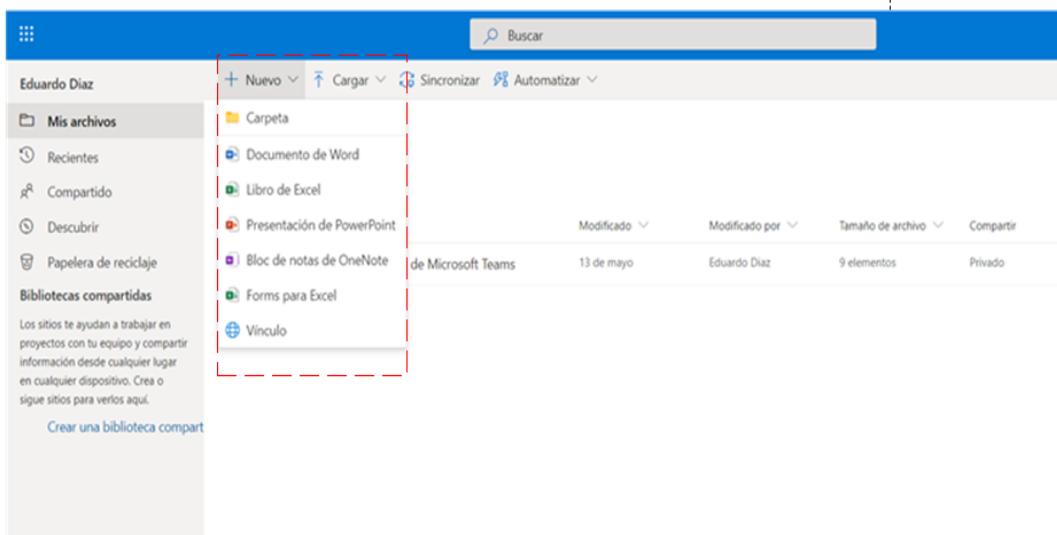 Buscar
Eduardo Diaz
Nuevo
Cargar
Sincronizar
Automatizar
Mis archivos
Recientes
Compartido
Descubrir
Papelera de reciclaje
Bibliotecas compartidas
Los sitios te ayudan a trabajar en
proyectos con tu equipo y compartir
información desde cualquier lugar
en cualquier dispositivo. Crea o
sigue sitios para verlos aquí.
Crear una biblioteca compart
Carpeta
Documento de Word
Libro de Excel
Presentación de PowerPoint
Bloc de notas de OneNote
Forms para Excel
Vínculo
Modificado
Modificado por
Tamaño de archivo
Compartir
de Microsoft Teams
13 de mayo
Eduardo Diaz
9 elementos
Privado